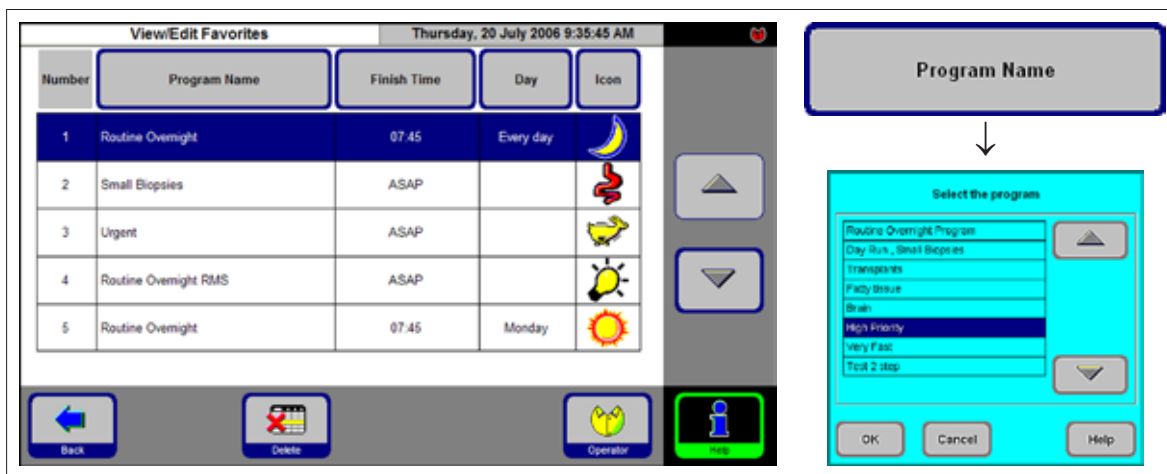 View/Edit Favorites
Thursday, 20 July 2006 9:35:45 AM
Number Program Name Finish Time Day Icon
1 Routine Overnight 07:45 Every day
2 Small Biopsies ASAP
3 Urgent ASAP
4 Routine Overnight RMS ASAP
5 Routine Overnight 07:45 Monday
Back
Delete
Operator
Help
Program Name
↓
Select the program
Routine Overnight Program
Day Run , Small Biopsies
Transplants
Fatty tissue
Brain
High Priority
Very Fast
Test 2 step
OK Cancel Help